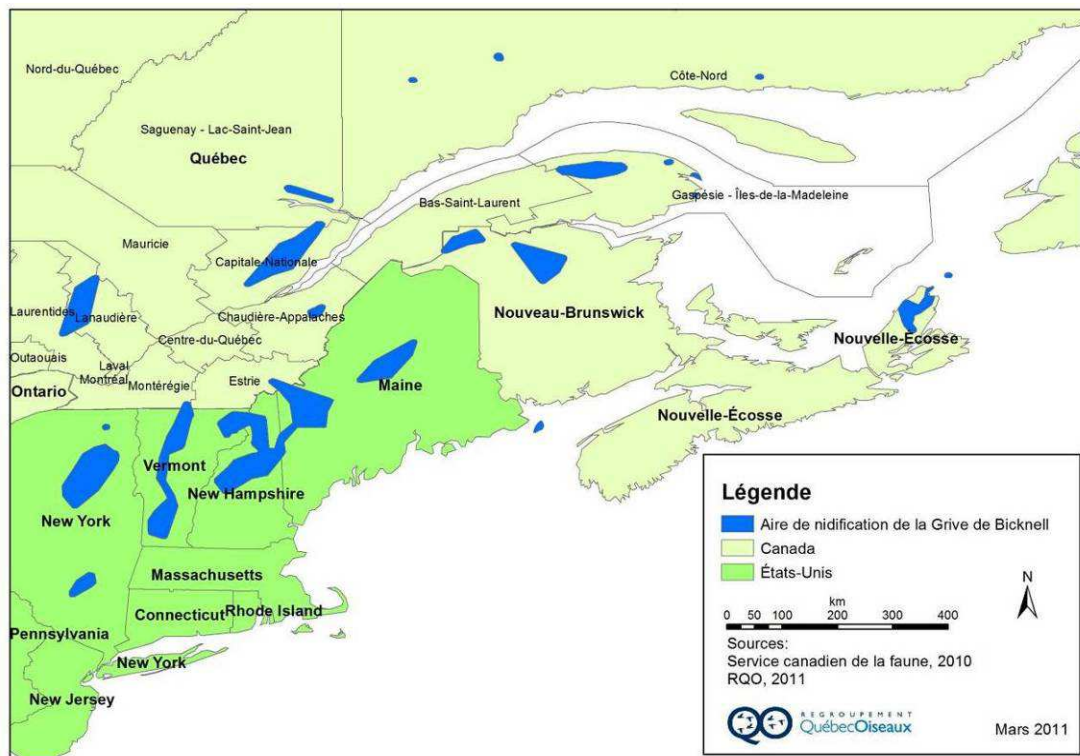 Nord-du-Québec
Côte-Nord
Saguenay - Lac-Saint-Jean
Québec
Gaspésie - Îles-de-la-Madeleine
Bas-Saint-Laurent
Mauricie
Capitale-Nationale
Laurentides
Lanaudière
Chaudière-Appalaches
Nouveau-Brunswick
Centre-du-Québec
Nouvelle-Écosse
Outaouais
Laval
Montréal
Montérégie
Estrie
Ontario
Maine
Nouvelle-Écosse
Vermont
New Hampshire
New York
Massachusetts
Connecticut
Rhode Island
Pennsylvania
New York
New Jersey
Légende
Aire de nidification de la Grive de Bicknell
Canada
États-Unis
N
km
0 50 100 200 300 400
Sources:
Service canadien de la faune, 2010
RQO, 2011
QO
REGROUPEMENT
QuébecOiseaux
Mars 2011